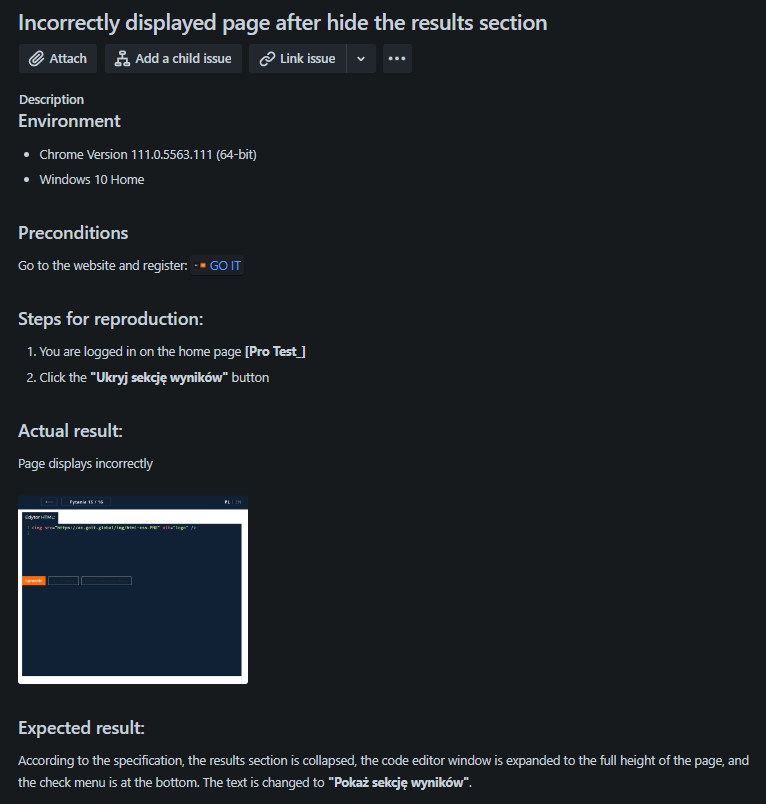 Incorrectly displayed page after hide the results section
Attach
Add a child issue
Link issue
Description
Environment
Chrome Version 111.0.5563.111 (64-bit)
Windows 10 Home
Preconditions
Go to the website and register: GO IT
Steps for reproduction:
1. You are logged in on the home page [Pro Test_]
2. Click the "Ukryj sekcję wyników" button
Actual result:
Page displays incorrectly
Pytanie 16 / 16
PL | EN
Edytor HTML:
Expected result:
According to the specification, the results section is collapsed, the code editor window is expanded to the full height of the page, and
the check menu is at the bottom. The text is changed to "Pokaż sekcję wyników".